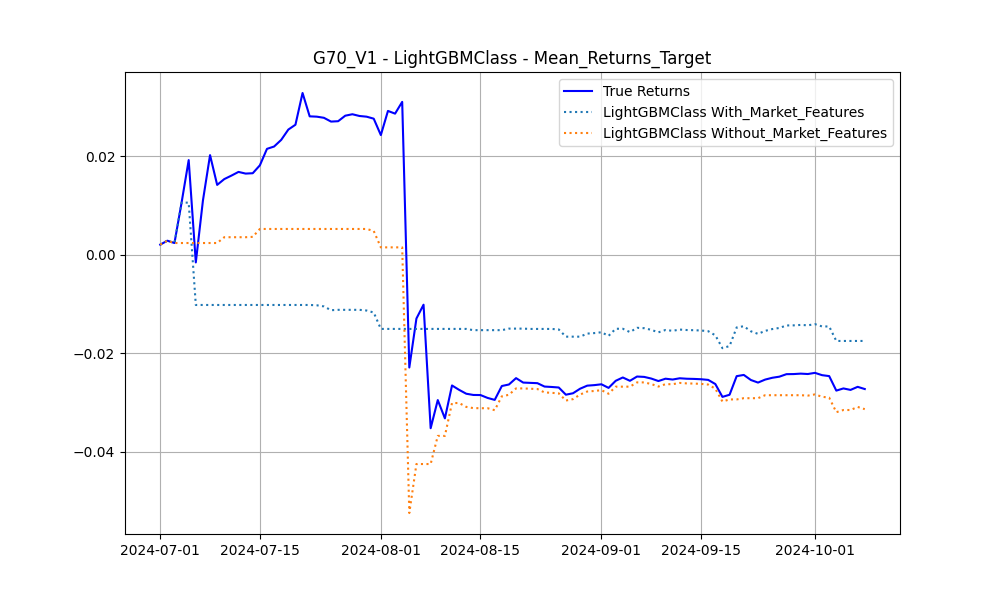 G70_V1 - LightGBMClass - Mean_Returns_Target
True Returns
LightGBMClass With_Market_Features
LightGBMClass Without_Market_Features
0.02
0.00
−0.02
−0.04
2024-07-01 2024-07-15 2024-08-01 2024-08-15 2024-09-01 2024-09-15 2024-10-01